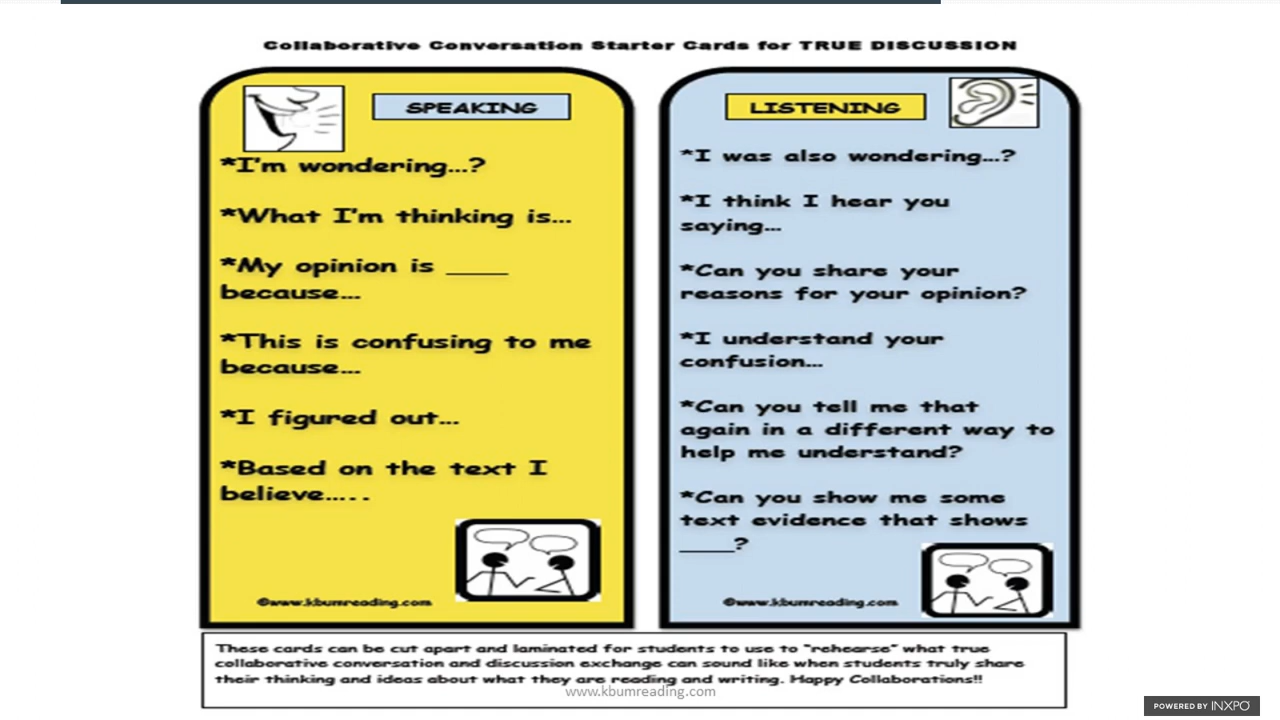 Collaborative Conversation Starter Cards for TRUE DISCUSSION
SPEAKING
*I'm wondering...?
*What I'm thinking is...
*My opinion is ____
because...
*This is confusing to me
because...
*I figured out...
*Based on the text I
believe.....
©www.kbumreading.com
LISTENING
*I was also wondering...?
*I think I hear you
saying...
*Can you share your
reasons for your opinion?
*I understand your
confusion...
*Can you tell me that
again in a different way to
help me understand?
*Can you show me some
text evidence that shows
____?
©www.kbumreading.com
These cards can be cut apart and laminated for students to use to "rehearse" what true
collaborative conversation and discussion exchange can sound like when students truly share
their thinking and ideas about what they are reading and writing. Happy Collaborations!!
www.kbumreading.com
POWERED BY INXPO